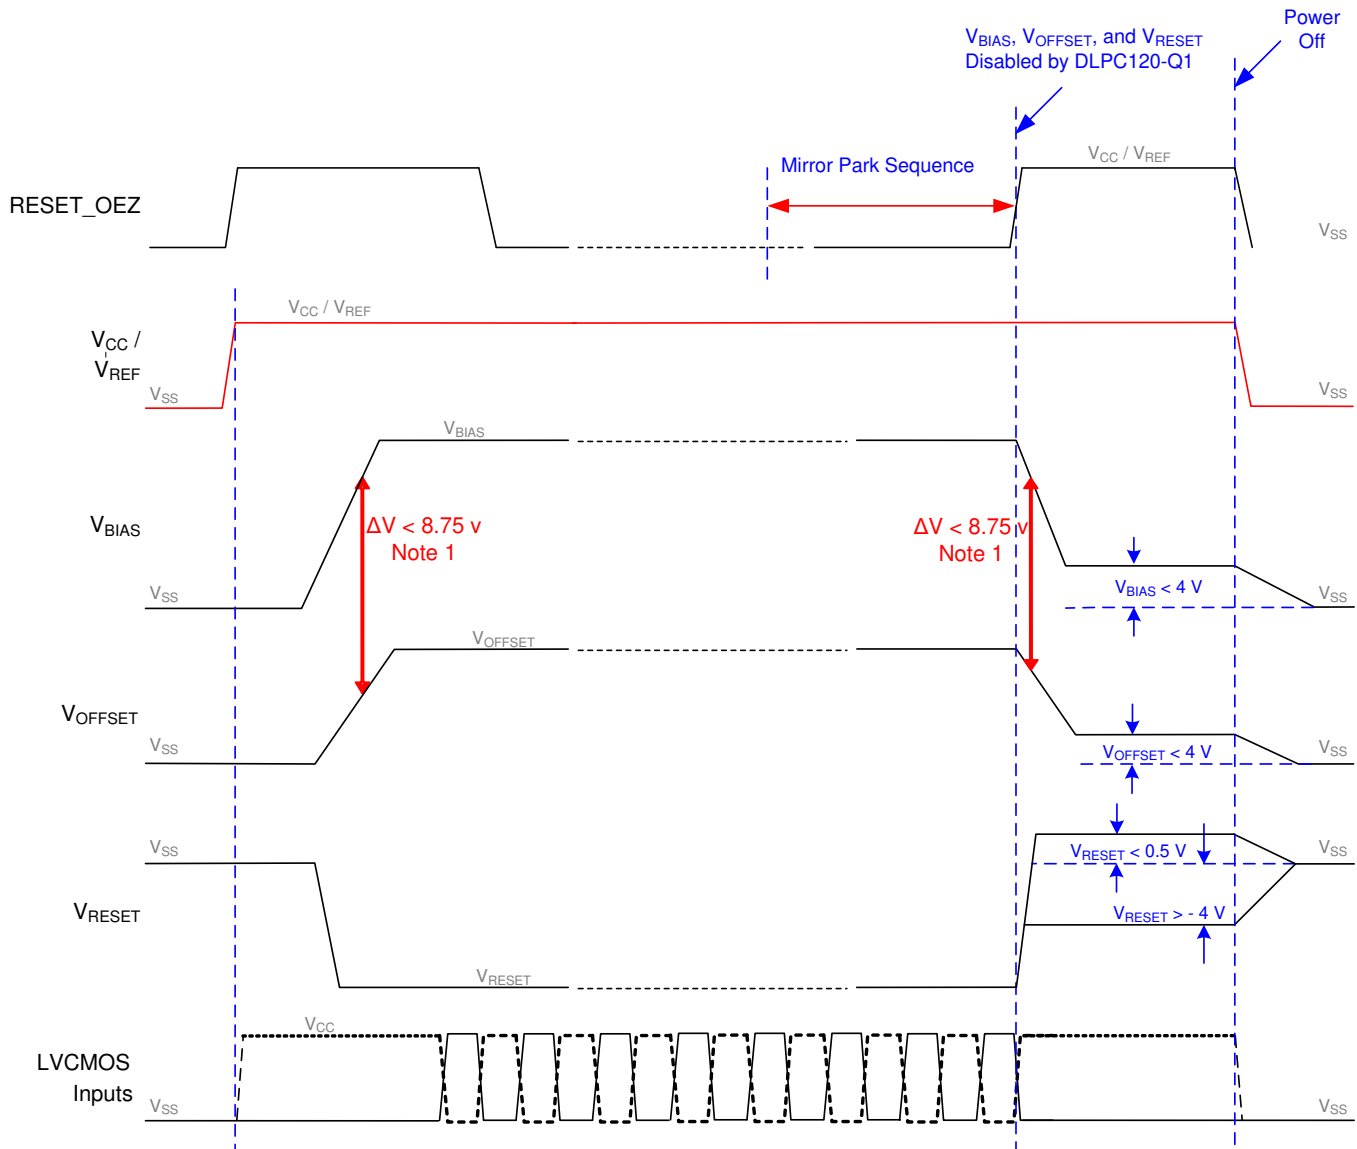 Power
Off
VBIAS, VOFFSET, and VRESET
Disabled by DLPC120-Q1
VCC / VREF
Mirror Park Sequence
RESET_OEZ
VSS
VCC / VREF
VCC /
VREF
VSS
VSS
VBIAS
ΔV < 8.75 v
Note 1
ΔV < 8.75 v
Note 1
VBIAS
VBIAS < 4 V
VSS
VSS
VOFFSET
VOFFSET
VSS
VOFFSET < 4 V
VSS
VSS
VRESET < 0.5 V
VSS
VRESET
VRESET > - 4 V
VRESET
VCC
LVCMOS
Inputs
VSS
VSS